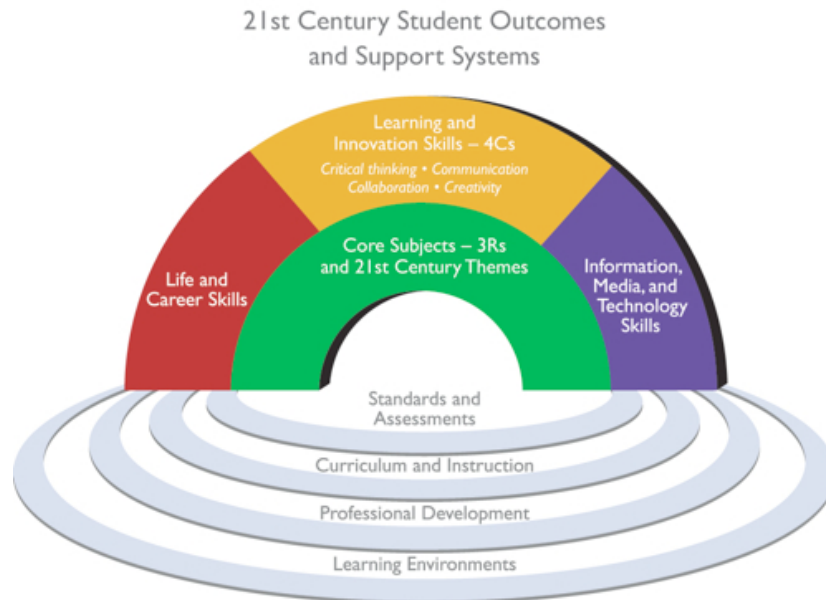 21st Century Student Outcomes
and Support Systems
Learning and
Innovation Skills – 4Cs
Critical thinking • Communication
Collaboration • Creativity
Core Subjects – 3Rs
and 21st Century Themes
Life and
Career Skills
Information,
Media, and
Technology
Skills
Standards and
Assessments
Curriculum and Instruction
Professional Development
Learning Environments